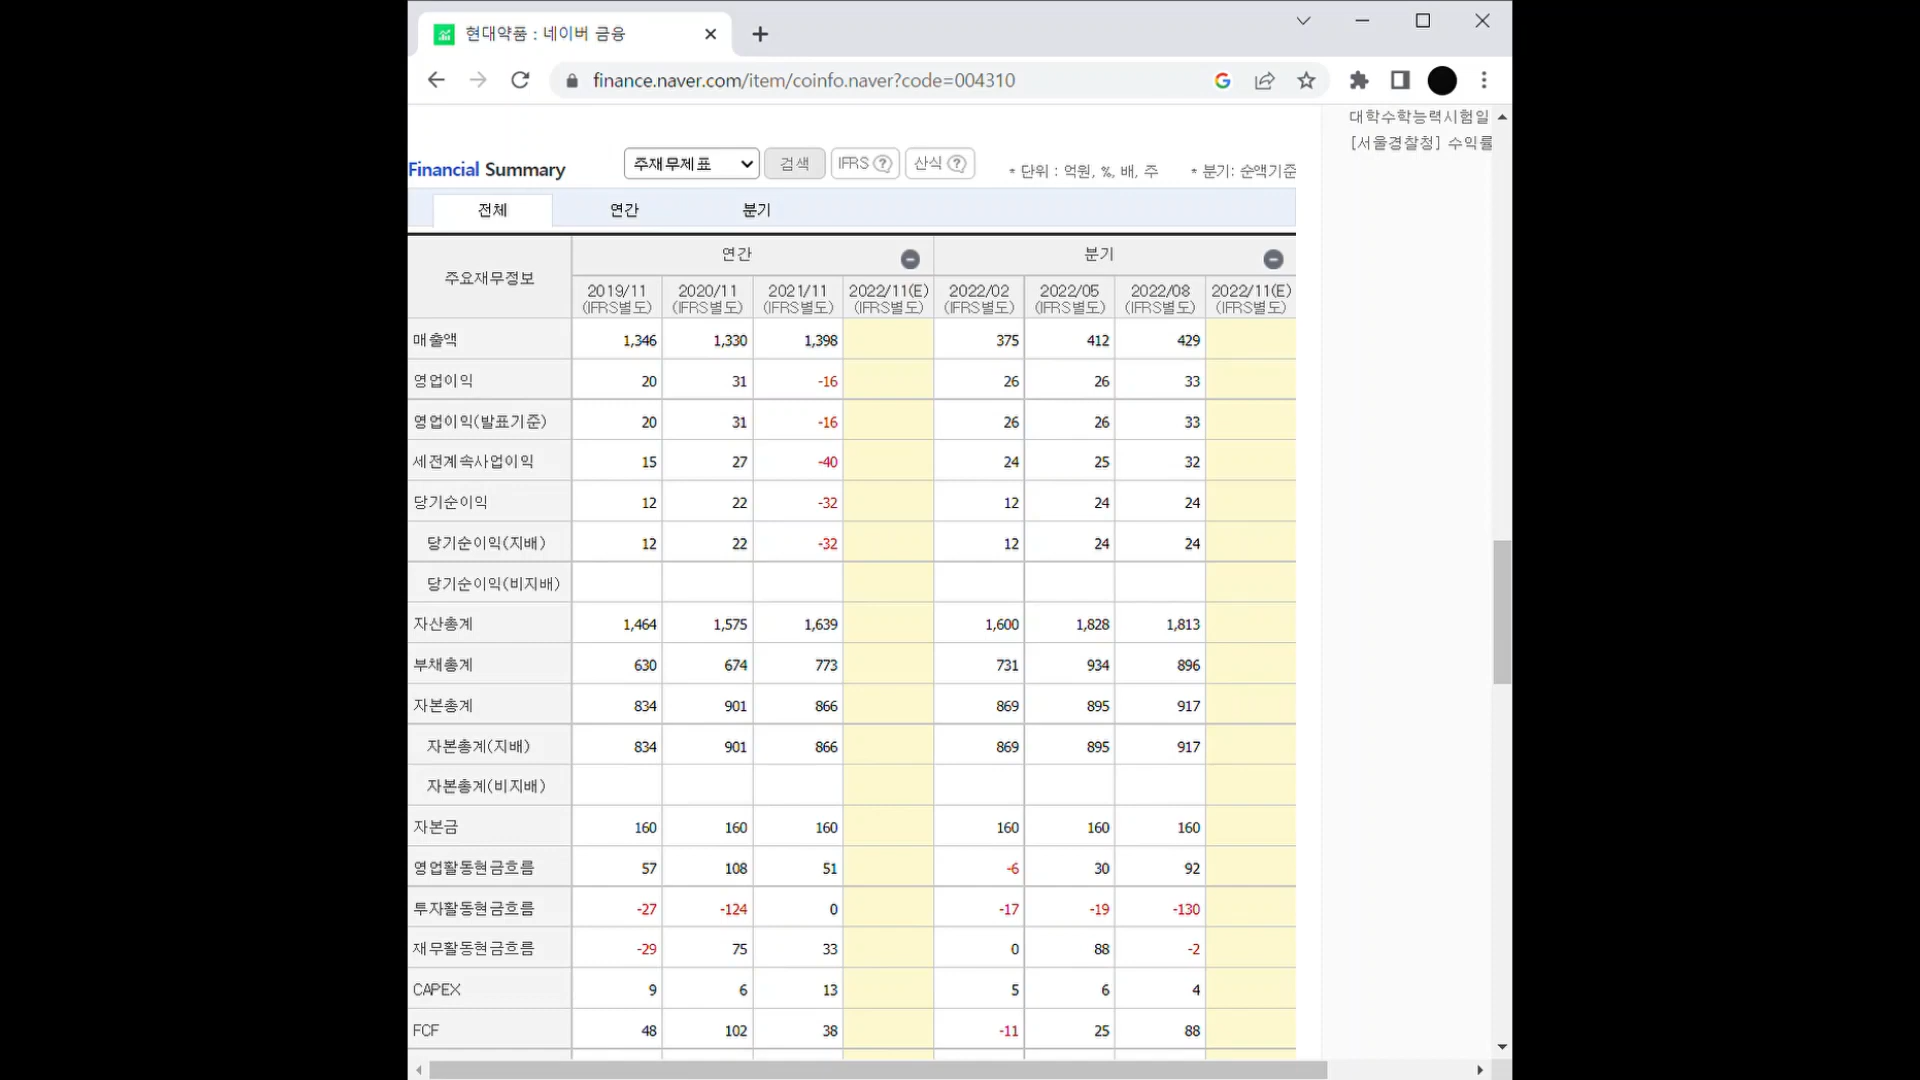 현대약품 : 네이버 금융
finance.naver.com/item/coinfo.naver?code=004310
대학수학능력시험일
[서울경찰청] 수익률
Financial Summary 주재무제표 검색 IFRS ? 산식 ? * 단위 : 억원, %, 배, 주 * 분기: 순액기준
전체 연간 분기
주요재무정보 연간 분기
2019/11 2020/11 2021/11 2022/11(E) 2022/02 2022/05 2022/08 2022/11(E)
(IFRS별도) (IFRS별도) (IFRS별도) (IFRS별도) (IFRS별도) (IFRS별도) (IFRS별도) (IFRS별도)
매출액 1,346 1,330 1,398 375 412 429
영업이익 20 31 -16 26 26 33
영업이익(발표기준) 20 31 -16 26 26 33
세전계속사업이익 15 27 -40 24 25 32
당기순이익 12 22 -32 12 24 24
당기순이익(지배) 12 22 -32 12 24 24
당기순이익(비지배)
자산총계 1,464 1,575 1,639 1,600 1,828 1,813
부채총계 630 674 773 731 934 896
자본총계 834 901 866 869 895 917
자본총계(지배) 834 901 866 869 895 917
자본총계(비지배)
자본금 160 160 160 160 160 160
영업활동현금흐름 57 108 51 -6 30 92
투자활동현금흐름 -27 -124 0 -17 -19 -130
재무활동현금흐름 -29 75 33 0 88 -2
CAPEX 9 6 13 5 6 4
FCF 48 102 38 -11 25 88